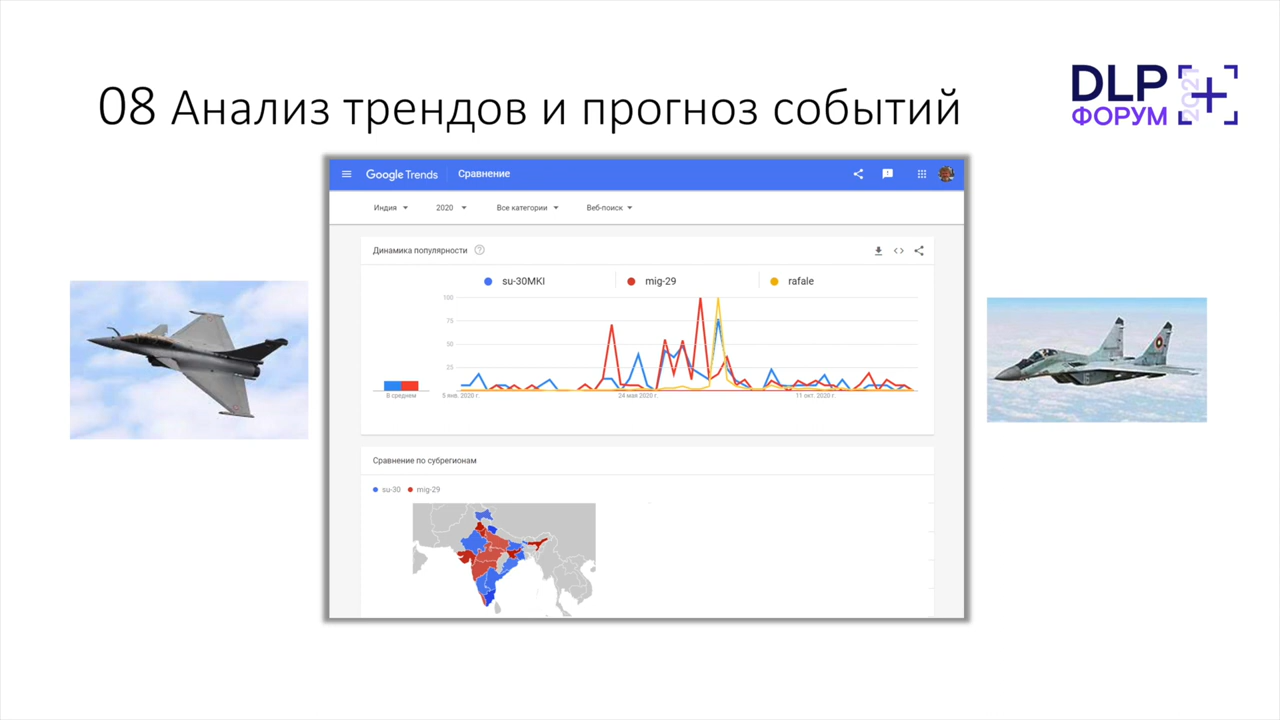 08 Анализ трендов и прогноз событий
DLP
ФОРУМ
2021
Google Trends
Сравнение
Индия
2020
Все категории
Веб-поиск
Динамика популярности
su-30MKI
mig-29
rafale
100
75
50
25
В среднем
5 янв. 2020 г.
24 мая 2020 г.
11 окт. 2020 г.
Сравнение по субрегионам
su-30
mig-29